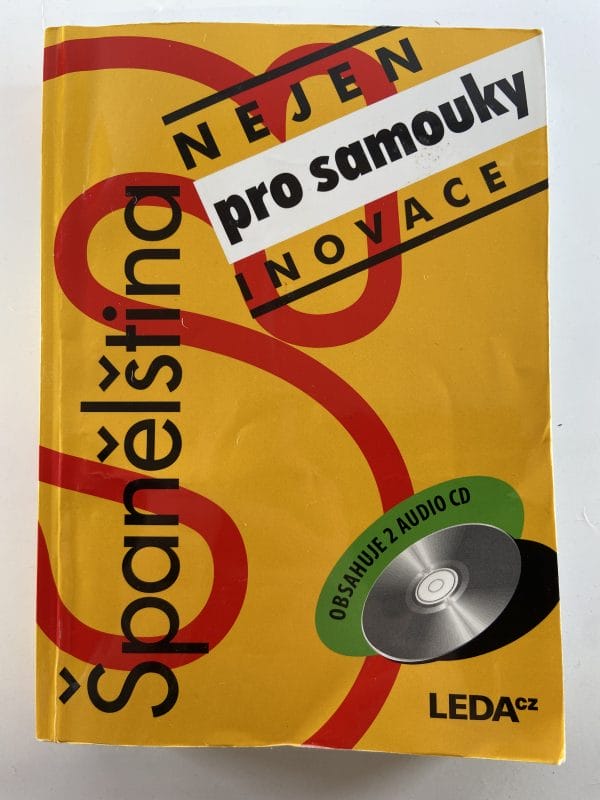 NEJEN
pro samouky
INOVACE
Španělština
OBSAHUJE 2 AUDIO CD
LEDAcz